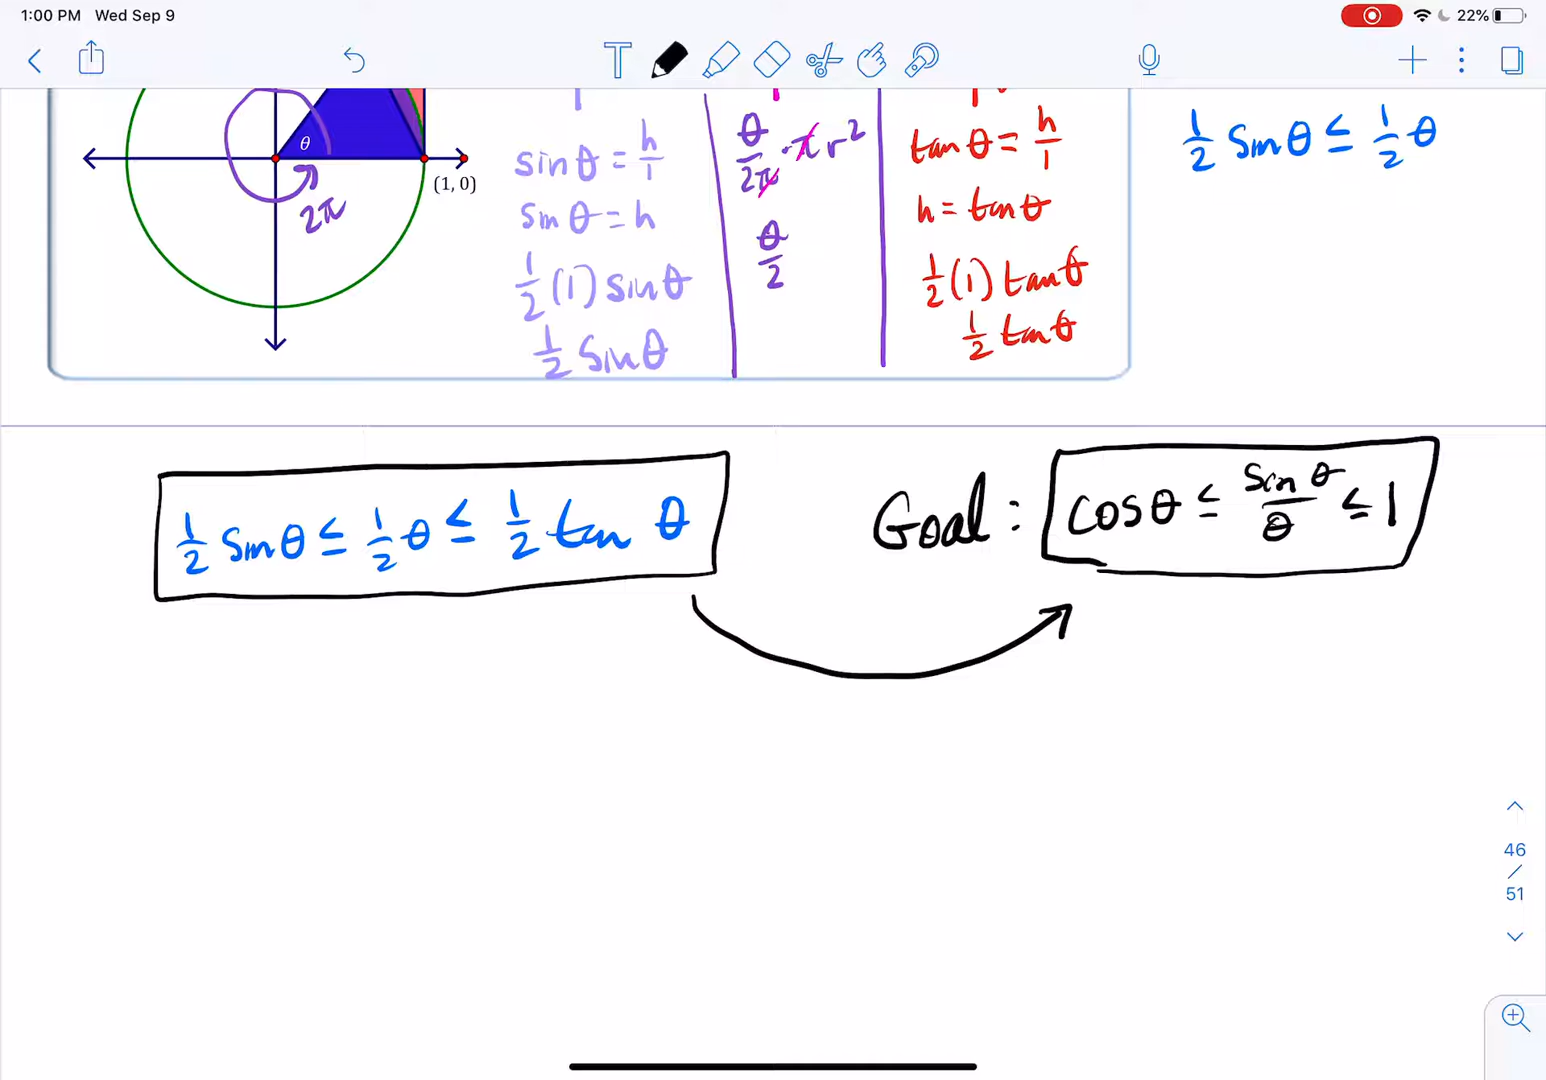 1:00 PM Wed Sep 9
22%
T
θ
(1, 0)
2π
sin θ = h/1
sin θ = h
1/2 (1) sin θ
1/2 sin θ
θ/2π · π r²
θ/2
tan θ = h/1
h = tan θ
1/2 (1) tan θ
1/2 tan θ
1/2 sin θ ≤ 1/2 θ
1/2 sin θ ≤ 1/2 θ ≤ 1/2 tan θ
Goal: cos θ ≤ sin θ/θ ≤ 1
46
/
51